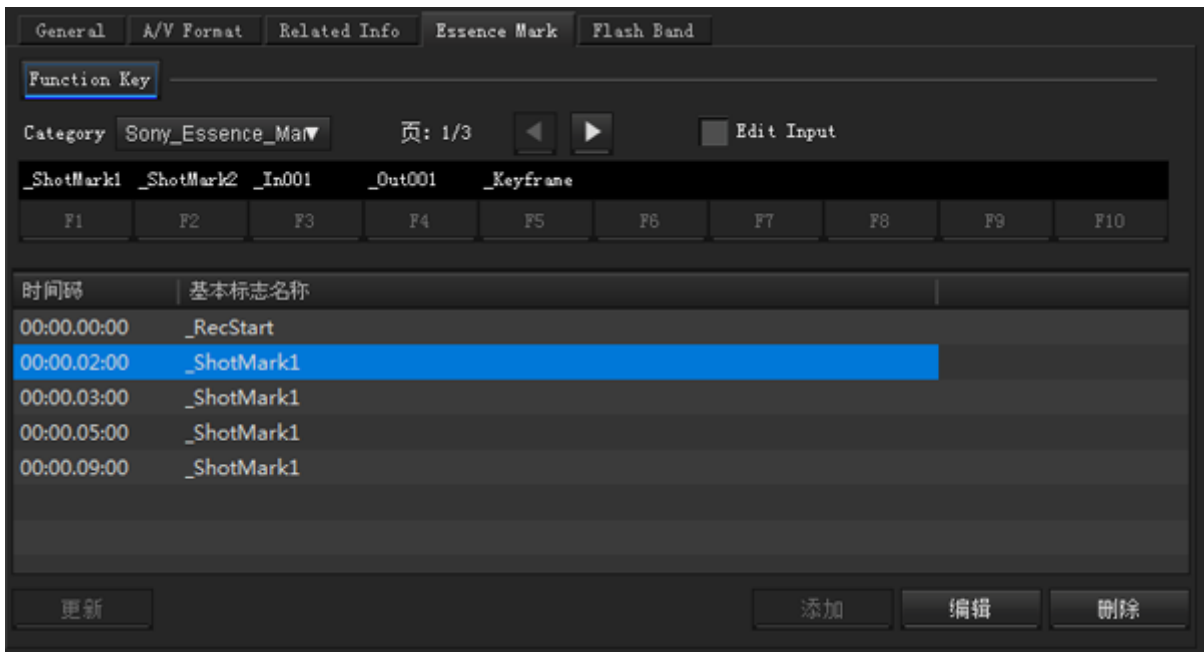 General A/V Format Related Info Essence Mark Flash Band
Function Key
Category Sony_Essence_Mar 页: 1/3 Edit Input
_ShotMark1 _ShotMark2 _In001 _Out001 _Keyframe
F1 F2 F3 F4 F5 F6 F7 F8 F9 F10
时间码 基本标志名称
00:00.00:00 _RecStart
00:00.02:00 _ShotMark1
00:00.03:00 _ShotMark1
00:00.05:00 _ShotMark1
00:00.09:00 _ShotMark1
更新 添加 编辑 删除